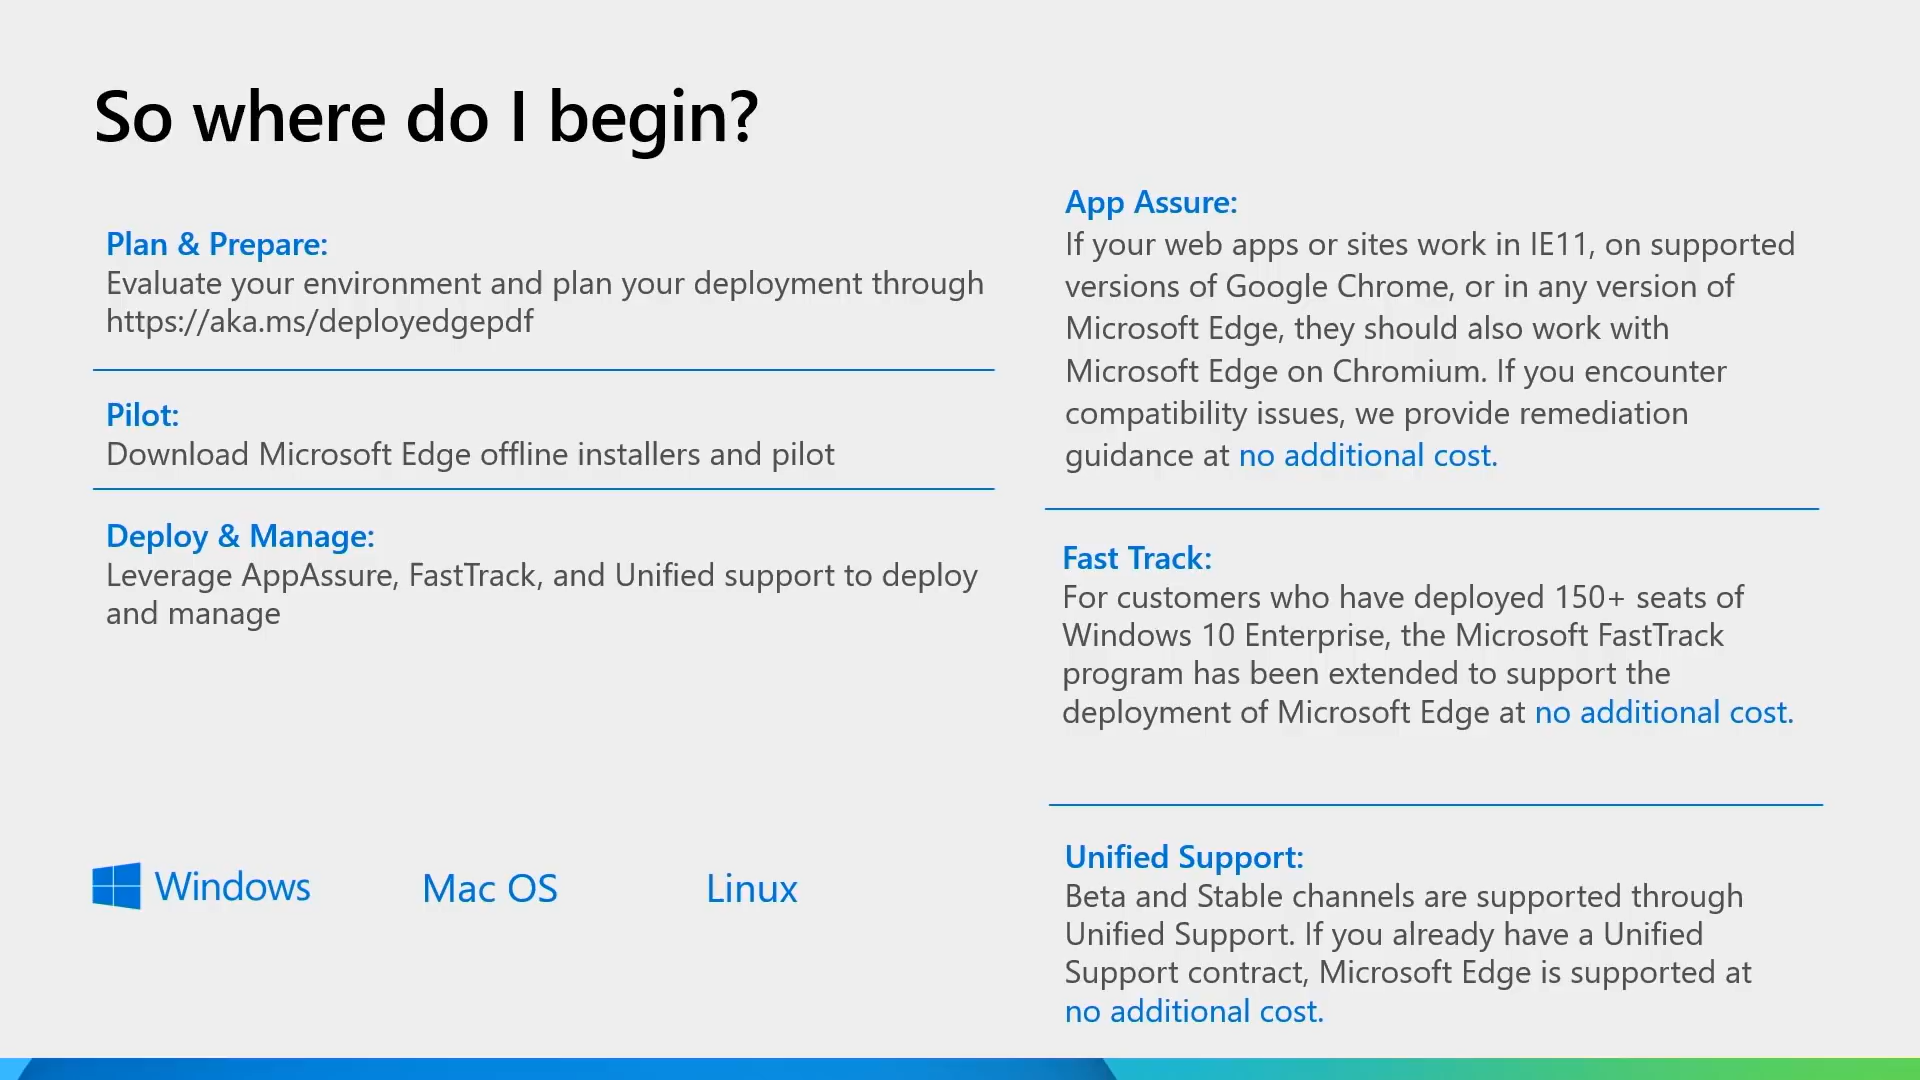 So where do I begin?
Plan & Prepare:
Evaluate your environment and plan your deployment through
https://aka.ms/deployedgepdf
Pilot:
Download Microsoft Edge offline installers and pilot
Deploy & Manage:
Leverage AppAssure, FastTrack, and Unified support to deploy
and manage
Windows
Mac OS
Linux
App Assure:
If your web apps or sites work in IE11, on supported
versions of Google Chrome, or in any version of
Microsoft Edge, they should also work with
Microsoft Edge on Chromium. If you encounter
compatibility issues, we provide remediation
guidance at no additional cost.
Fast Track:
For customers who have deployed 150+ seats of
Windows 10 Enterprise, the Microsoft FastTrack
program has been extended to support the
deployment of Microsoft Edge at no additional cost.
Unified Support:
Beta and Stable channels are supported through
Unified Support. If you already have a Unified
Support contract, Microsoft Edge is supported at
no additional cost.